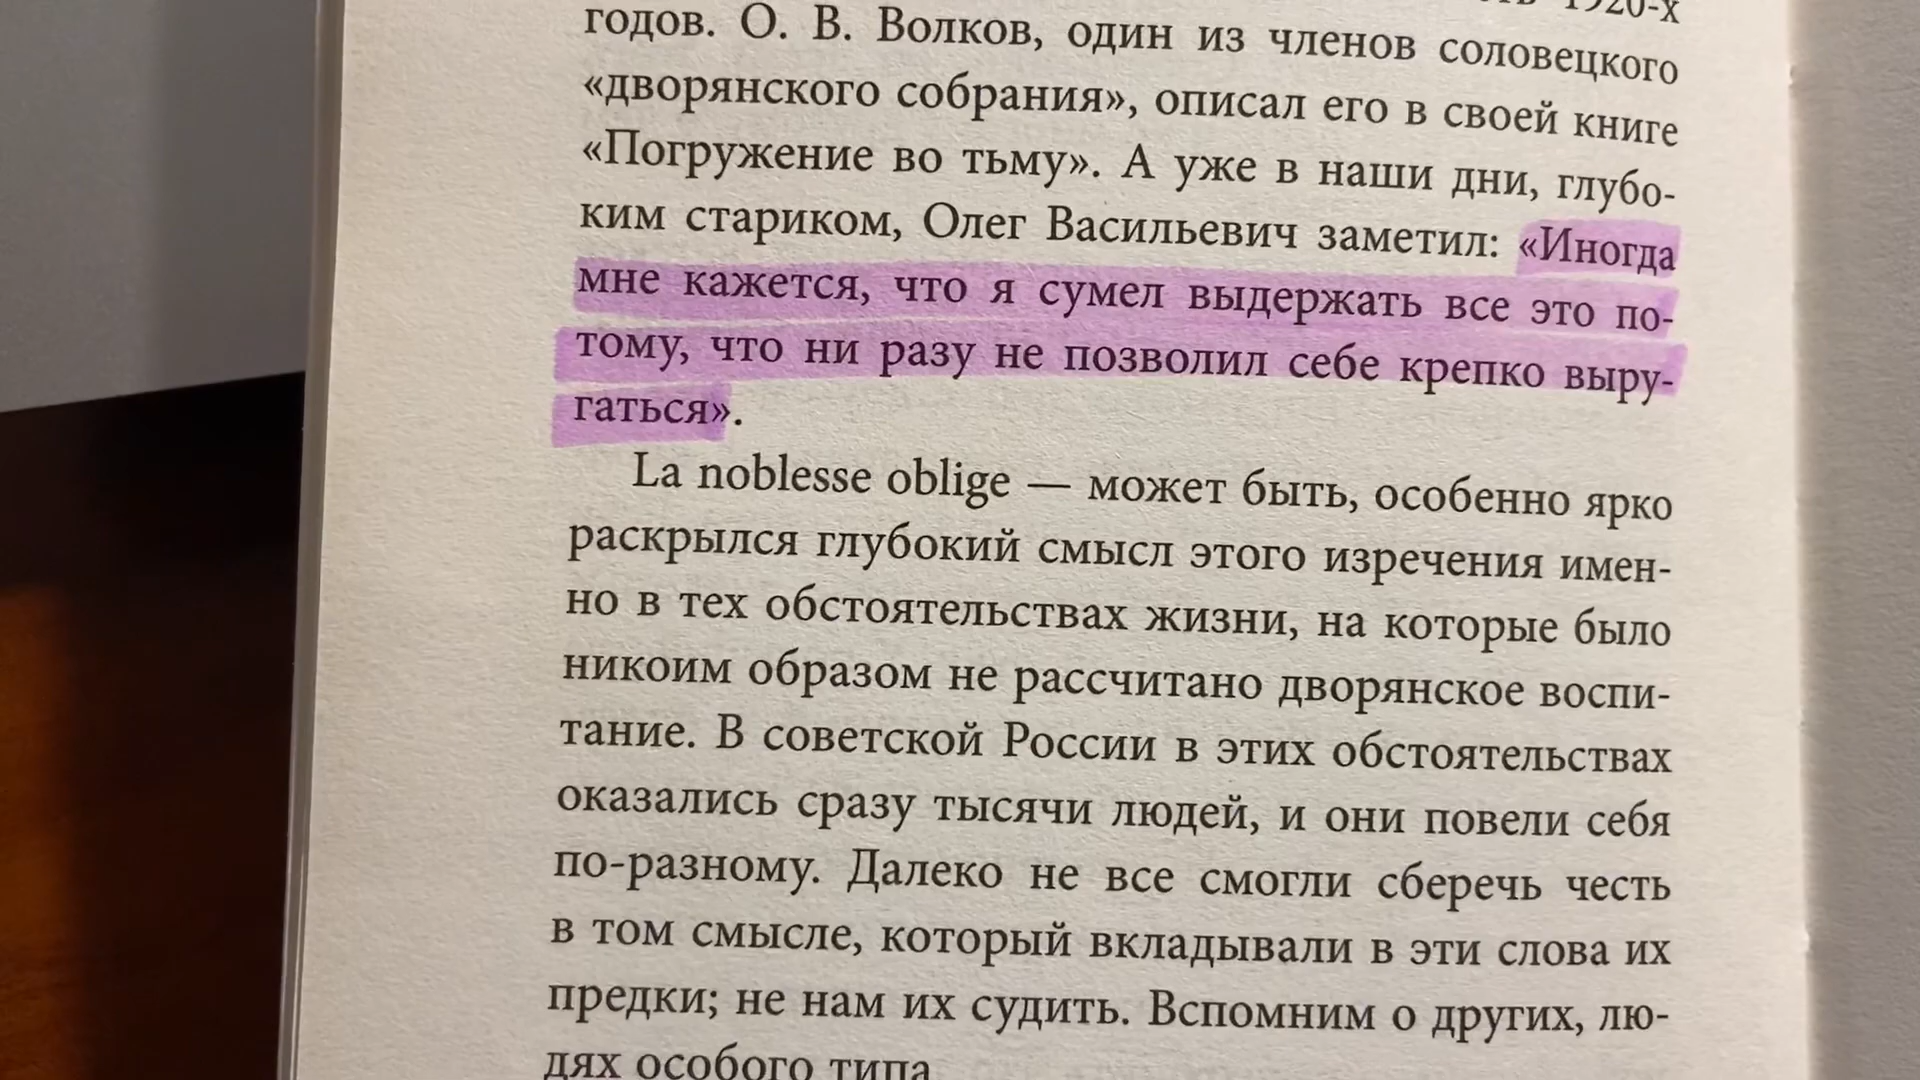 1920-х
годов. О. В. Волков, один из членов соловецкого
«дворянского собрания», описал его в своей книге
«Погружение во тьму». А уже в наши дни, глубо-
ким стариком, Олег Васильевич заметил: «Иногда
мне кажется, что я сумел выдержать все это по-
тому, что ни разу не позволил себе крепко выру-
гаться».
La noblesse oblige — может быть, особенно ярко
раскрылся глубокий смысл этого изречения имен-
но в тех обстоятельствах жизни, на которые было
никоим образом не рассчитано дворянское воспи-
тание. В советской России в этих обстоятельствах
оказались сразу тысячи людей, и они повели себя
по-разному. Далеко не все смогли сберечь честь
в том смысле, который вкладывали в эти слова их
предки; не нам их судить. Вспомним о других, лю-
дях особого типа